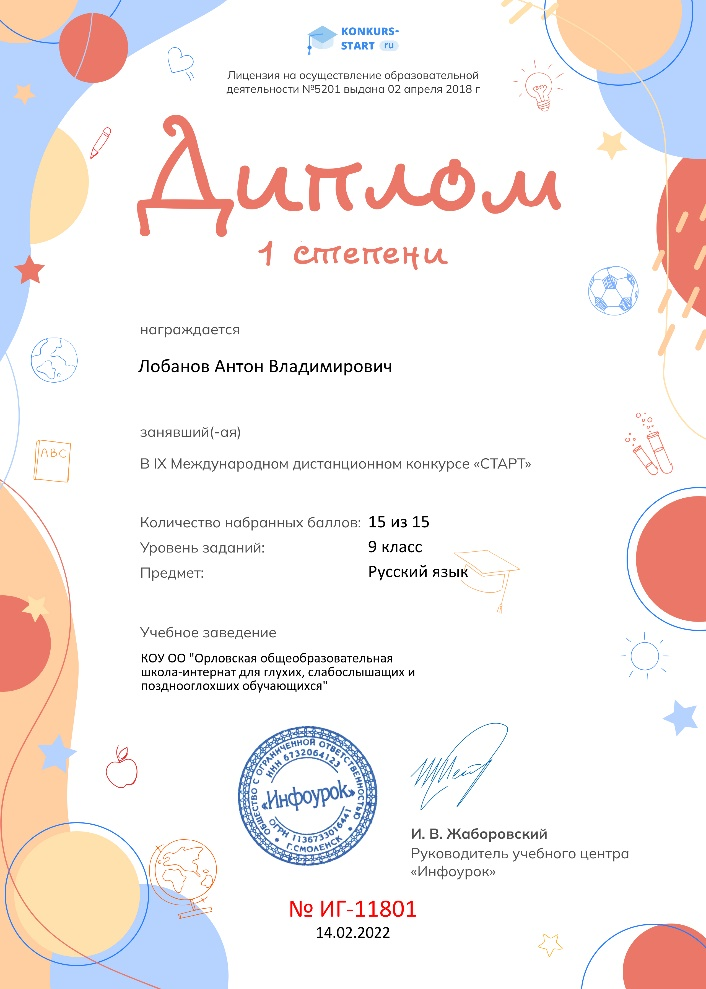 KONKURS-
START ru
Лицензия на осуществление образовательной
деятельности №5201 выдана 02 апреля 2018 г
Диплом
1 степени
награждается
Лобанов Антон Владимирович
занявший(-ая)
В IX Международном дистанционном конкурсе «СТАРТ»
ABC
Количество набранных баллов: 15 из 15
Уровень заданий: 9 класс
Предмет: Русский язык
Учебное заведение
КОУ ОО "Орловская общеобразовательная
школа-интернат для глухих, слабослышащих и
позднооглохших обучающихся"
ОБЩЕСТВО С ОГРАНИЧЕННОЙ ОТВЕТСТВЕННОСТЬЮ
ИНН 6732064123
«Инфоурок»
ОГРН 1136733016441
г.СМОЛЕНСК
И. В. Жаборовский
Руководитель учебного центра
«Инфоурок»
№ ИГ-11801
14.02.2022